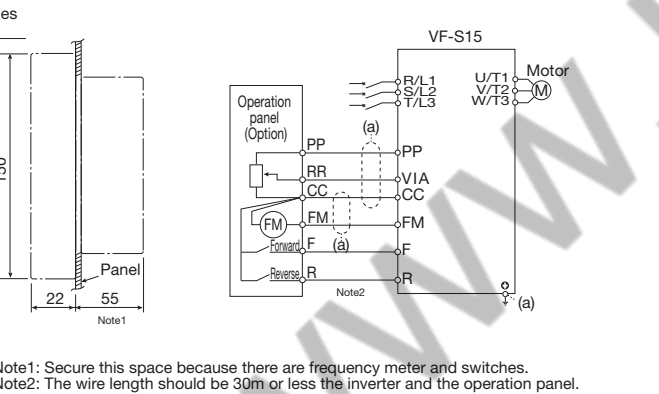 es
150
Panel
22
55
Note1
VF-S15
Operation
panel
(Option)
PP
RR
CC
FM
FM
Forward
F
Reverse
R
(a)
(a)
Note2
R/L1
S/L2
T/L3
PP
VIA
CC
FM
F
R
U/T1
V/T2
W/T3
Motor
M
(a)
Note1: Secure this space because there are frequency meter and switches.
Note2: The wire length should be 30m or less the inverter and the operation panel.